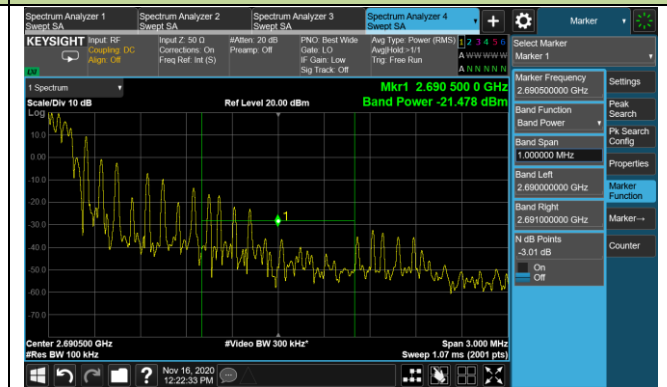 Spectrum Analyzer 1
Swept SA
Spectrum Analyzer 2
Swept SA
Spectrum Analyzer 3
Swept SA
Spectrum Analyzer 4
Swept SA
Marker
KEYSIGHT
Input: RF
Coupling: DC
Align: Off
Input Z: 50 Ω
Corrections: On
Freq Ref: Int (S)
#Atten: 20 dB
Preamp: Off
PNO: Best Wide
Gate: LO
IF Gain: Low
Sig Track: Off
Avg Type: Power (RMS)
Avg|Hold:>1/1
Trig: Free Run
1 2 3 4 5 6
A W W W W W
A N N N N N
Select Marker
Marker 1
1 Spectrum
Mkr1 2.690 500 0 GHz
Scale/Div 10 dB
Ref Level 20.00 dBm
Band Power -21.478 dBm
Log
10.0
0.00
-10.0
-20.0
-30.0
-40.0
-50.0
-60.0
-70.0
1
Center 2.690500 GHz
#Video BW 300 kHz*
Span 3.000 MHz
#Res BW 100 kHz
Sweep 1.07 ms (2001 pts)
Marker Frequency
2.690500000 GHz
Band Function
Band Power
Band Span
1.000000 MHz
Band Left
2.690000000 GHz
Band Right
2.691000000 GHz
N dB Points
-3.01 dB
On
Off
Settings
Peak
Search
Pk Search
Config
Properties
Marker
Function
Marker→
Counter
?
Nov 16, 2020
12:22:33 PM